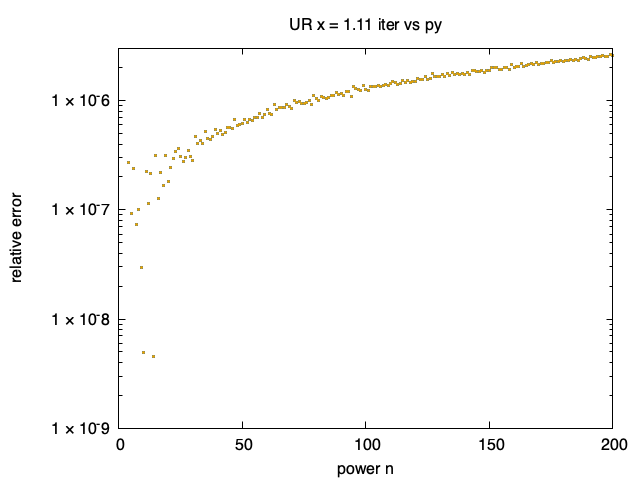 UR x = 1.11 iter vs py
1 × 10-6
1 × 10-7
1 × 10-8
1 × 10-9
relative error
0 50 100 150 200
power n